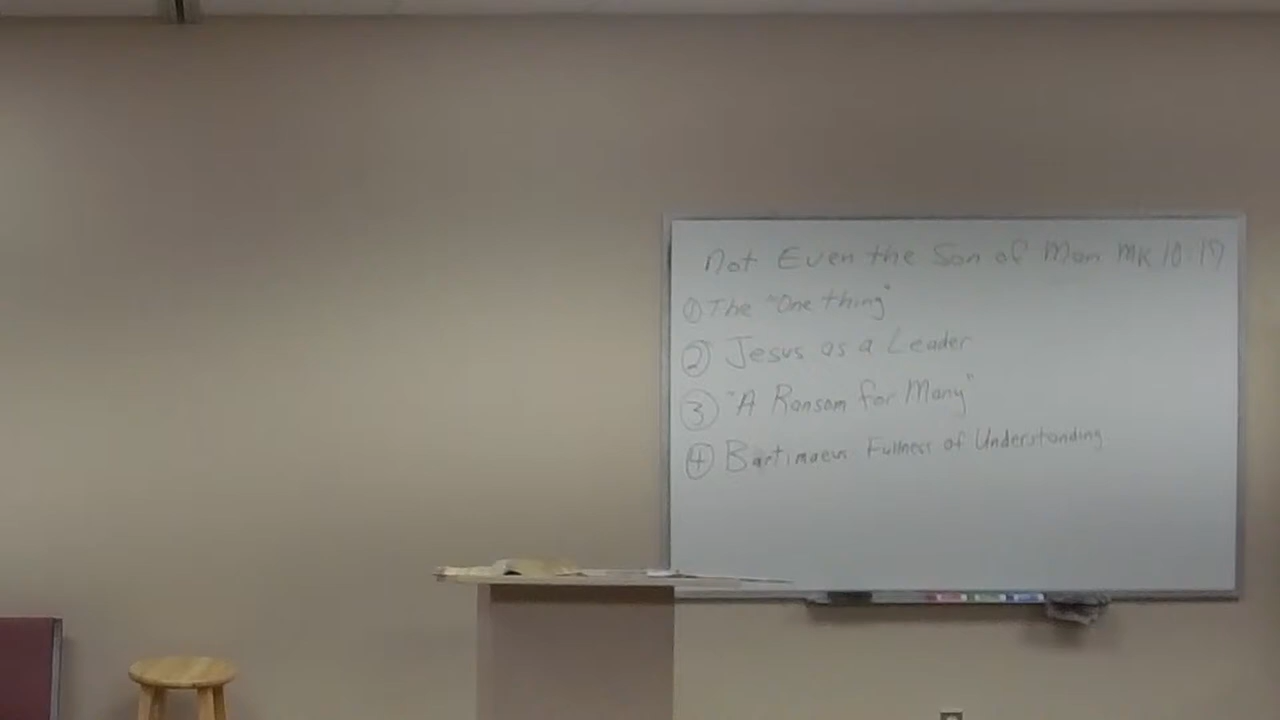 Not Even the Son of Man MK 10:17
① The "One thing"
② Jesus as a Leader
③ "A Ransom for Many"
④ Bartimaeus Fullness of Understanding